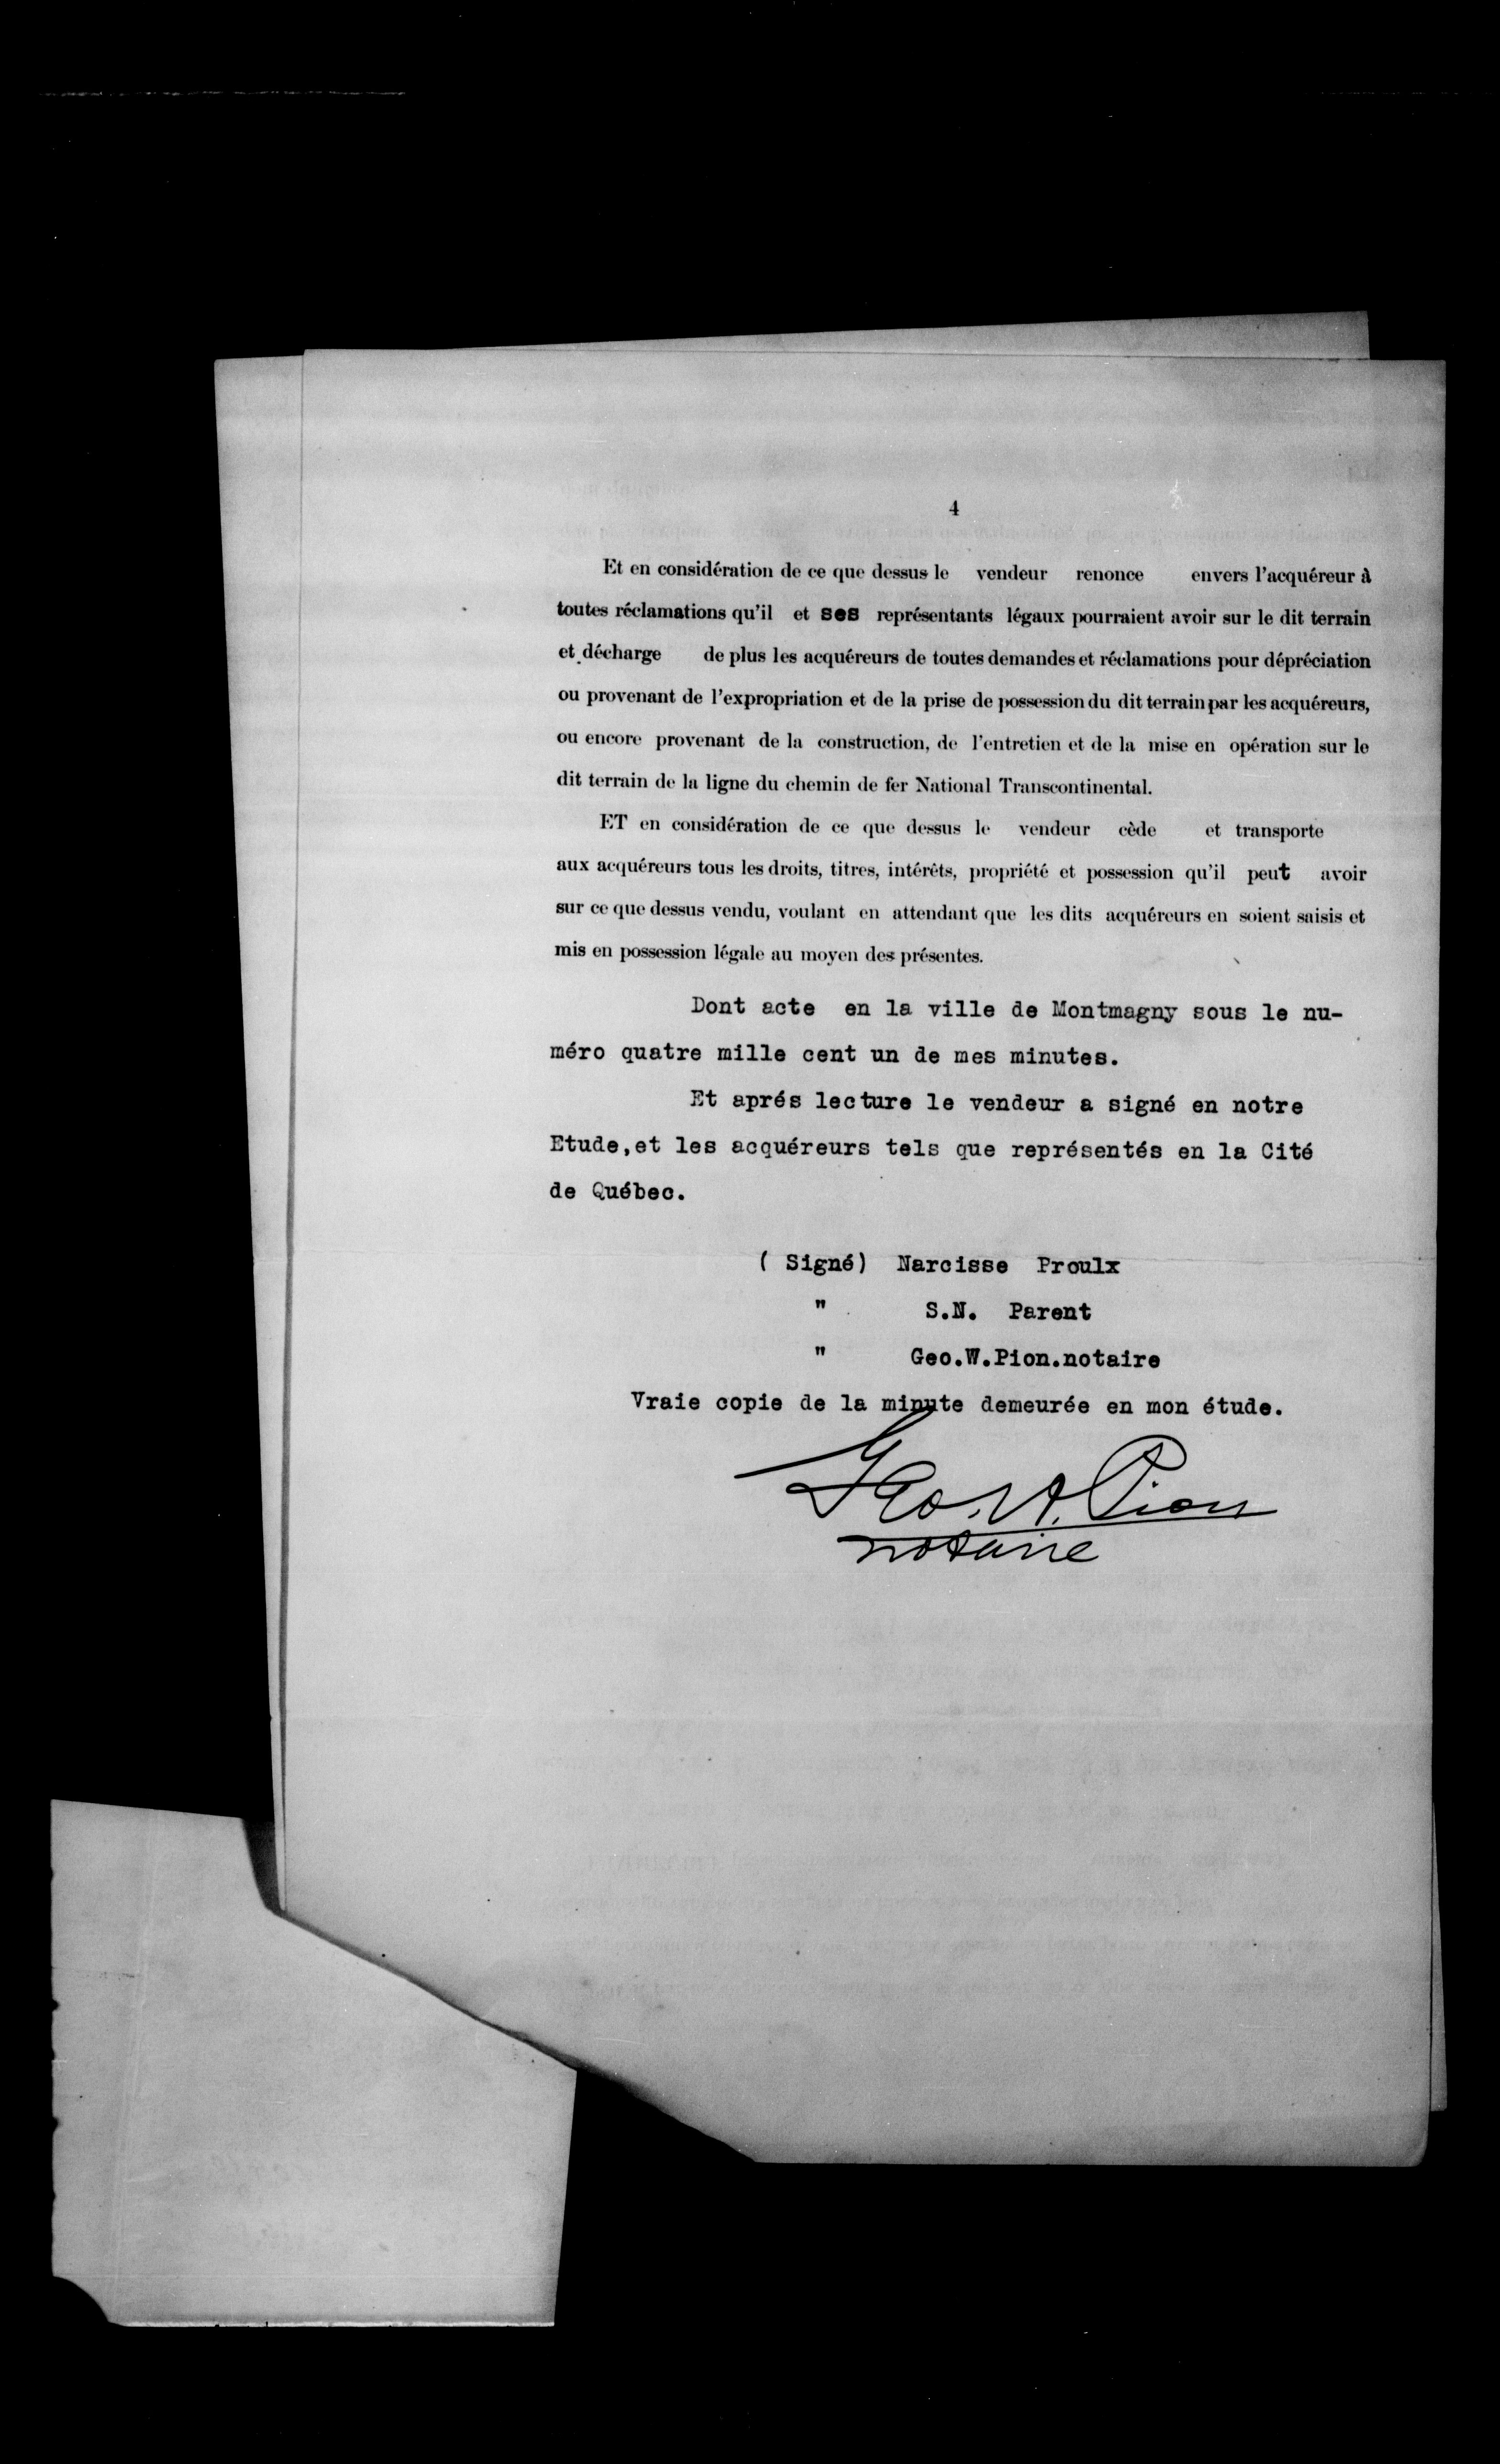 4
Et en considération de ce que dessus le vendeur renonce envers l'acquéreur à
toutes réclamations qu'il et ses représentants légaux pourraient avoir sur le dit terrain
et décharge de plus les acquéreurs de toutes demandes et réclamations pour dépréciation
ou provenant de l'expropriation et de la prise de possession du dit terrain par les acquéreurs,
ou encore provenant de la construction, de l'entretien et de la mise en opération sur le
dit terrain de la ligne du chemin de fer National Transcontinental.
ET en considération de ce que dessus le vendeur cède et transporte
aux acquéreurs tous les droits, titres, intérêts, propriété et possession qu'il peut avoir
sur ce que dessus vendu, voulant en attendant que les dits acquéreurs en soient saisis et
mis en possession légale au moyen des présentes.
Dont acte en la ville de Montmagny sous le nu-
méro quatre mille cent un de mes minutes.
Et aprés lecture le vendeur a signé en notre
Etude, et les acquéreurs tels que représentés en la Cité
de Québec.
( Signé) Narcisse Proulx
" S.N. Parent
" Geo.W.Pion.notaire
Vraie copie de la minute demeurée en mon étude.
Geo. W. Pion
notaire